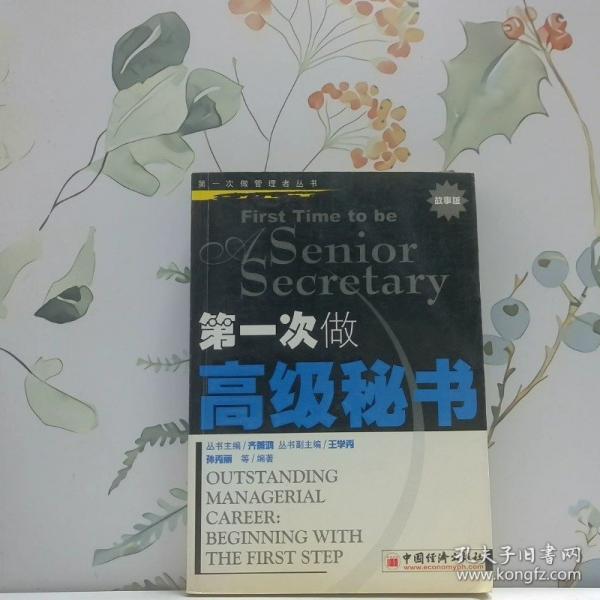 第一次做管理者丛书
故事版
First Time to be
A Senior
Secretary
第一次做
高级秘书
丛书主编/齐善鸿 丛书副主编/王学秀
孙秀丽 等/编著
OUTSTANDING
MANAGERIAL
CAREER:
BEGINNING WITH
THE FIRST STEP
中国经济出版社
www.economyph.com
孔夫子旧书网
www.kongfz.com